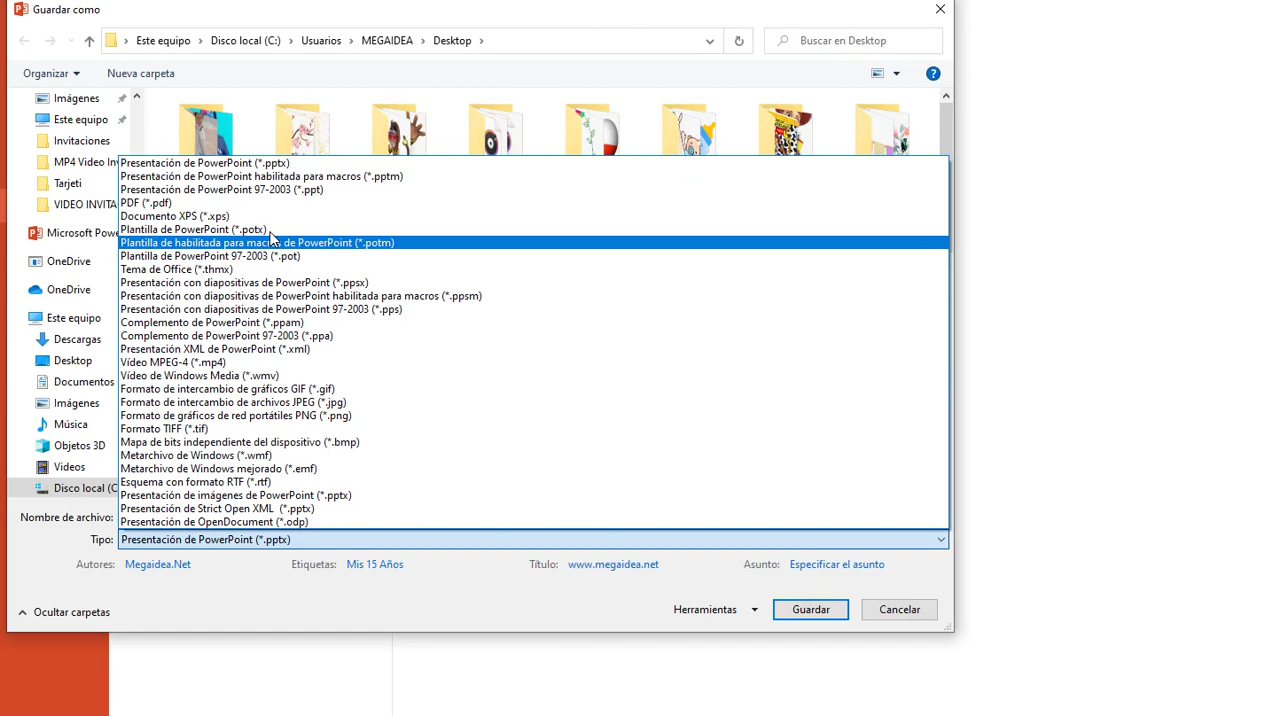 Guardar como
Este equipo > Disco local (C:) > Usuarios > MEGAIDEA > Desktop >
Buscar en Desktop
Organizar
Nueva carpeta
Imágenes
Este equipo
Invitaciones
MP4 Video Inv
Tarjeti
VIDEO INVITA
Microsoft Powe
OneDrive
OneDrive
Este equipo
Descargas
Desktop
Documentos
Imágenes
Música
Objetos 3D
Videos
Disco local (C
Presentación de PowerPoint (*.pptx)
Presentación de PowerPoint habilitada para macros (*.pptm)
Presentación de PowerPoint 97-2003 (*.ppt)
PDF (*.pdf)
Documento XPS (*.xps)
Plantilla de PowerPoint (*.potx)
Plantilla de habilitada para macros de PowerPoint (*.potm)
Plantilla de PowerPoint 97-2003 (*.pot)
Tema de Office (*.thmx)
Presentación con diapositivas de PowerPoint (*.ppsx)
Presentación con diapositivas de PowerPoint habilitada para macros (*.ppsm)
Presentación con diapositivas de PowerPoint 97-2003 (*.pps)
Complemento de PowerPoint (*.ppam)
Complemento de PowerPoint 97-2003 (*.ppa)
Presentación XML de PowerPoint (*.xml)
Vídeo MPEG-4 (*.mp4)
Vídeo de Windows Media (*.wmv)
Formato de intercambio de gráficos GIF (*.gif)
Formato de intercambio de archivos JPEG (*.jpg)
Formato de gráficos de red portátiles PNG (*.png)
Formato TIFF (*.tif)
Mapa de bits independiente del dispositivo (*.bmp)
Metarchivo de Windows (*.wmf)
Metarchivo de Windows mejorado (*.emf)
Esquema con formato RTF (*.rtf)
Presentación de imágenes de PowerPoint (*.pptx)
Presentación de Strict Open XML (*.pptx)
Presentación de OpenDocument (*.odp)
Nombre de archivo:
Tipo: Presentación de PowerPoint (*.pptx)
Autores: Megaidea.Net
Etiquetas: Mis 15 Años
Título: www.megaidea.net
Asunto: Especificar el asunto
Ocultar carpetas
Herramientas
Guardar
Cancelar